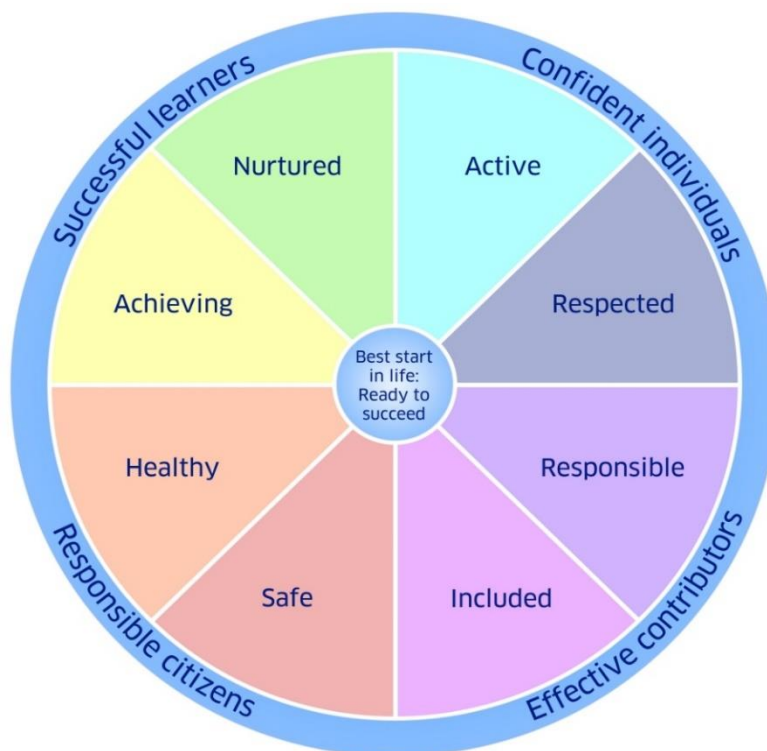 Successful learners
Confident individuals
Nurtured
Active
Achieving
Respected
Best start
in life:
Ready to
succeed
Healthy
Responsible
Safe
Included
Responsible citizens
Effective contributors